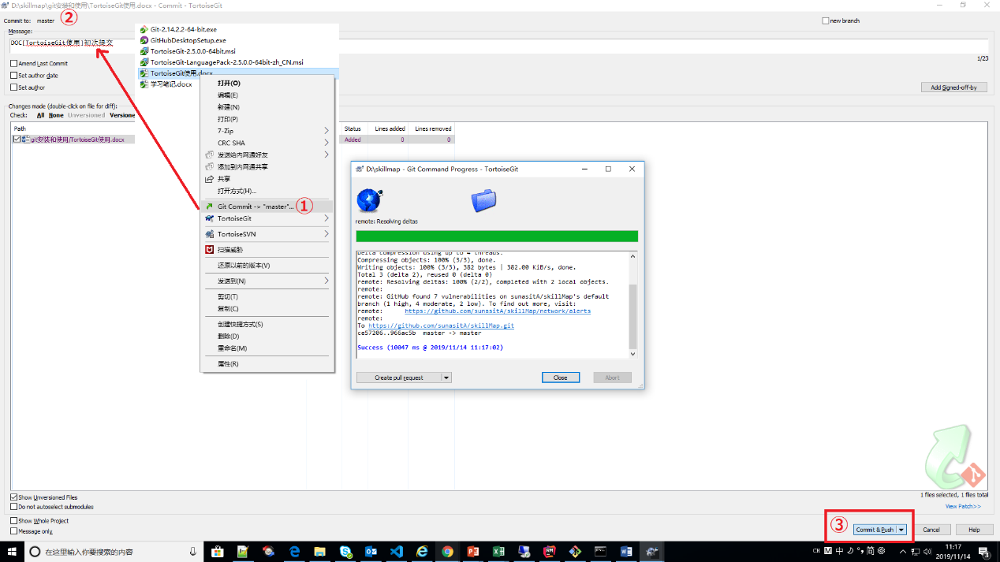 D:\skillmap\git安装和使用\TortoiseGit使用.docx - Commit - TortoiseGit
Commit to: master ②
new branch
Message:
DOC[TortoiseGit使用]初次提交
1/23
Amend Last Commit
Set author date
Set author
Add Signed-off-by
Changes made (double-click on file for diff):
Check: All None Unversioned Versione
Path
Status Lines added Lines removed
git安装和使用/TortoiseGit使用.docx
Added 0 0
Git-2.14.2.2-64-bit.exe
GitHubDesktopSetup.exe
TortoiseGit-2.5.0.0-64bit.msi
TortoiseGit-LanguagePack-2.5.0.0-64bit-zh_CN.msi
TortoiseGit使用.docx
学习笔记.docx
打开(O)
编辑(E)
新建(N)
打印(P)
7-Zip
CRC SHA
发送给内网通好友
添加到内网通共享
共享
打开方式(H)...
Git Commit -> "master"... ①
TortoiseGit
TortoiseSVN
扫描威胁
还原以前的版本(V)
发送到(N)
剪切(T)
复制(C)
创建快捷方式(S)
删除(D)
重命名(M)
属性(R)
D:\skillmap - Git Command Progress - TortoiseGit
remote: Resolving deltas
Delta compression using up to 4 threads.
Compressing objects: 100% (3/3), done.
Writing objects: 100% (3/3), 382 bytes | 382.00 KiB/s, done.
Total 3 (delta 2), reused 0 (delta 0)
remote: Resolving deltas: 100% (2/2), completed with 2 local objects.
remote:
remote: GitHub found 7 vulnerabilities on sunasitA/skillMap's default
branch (1 high, 4 moderate, 2 low). To find out more, visit:
remote: https://github.com/sunasitA/skillMap/network/alerts
remote:
To https://github.com/sunasitA/skillMap.git
ce57206..966ac5b master -> master
Success (10047 ms @ 2019/11/14 11:17:02)
Create pull request
Close
Abort
Show Unversioned Files
Do not autoselect submodules
1 files selected, 1 files total
View Patch>>
Show Whole Project
Message only
③ Commit & Push
Cancel
Help
在这里输入你要搜索的内容
CH M 中 简
11:17
2019/11/14
3